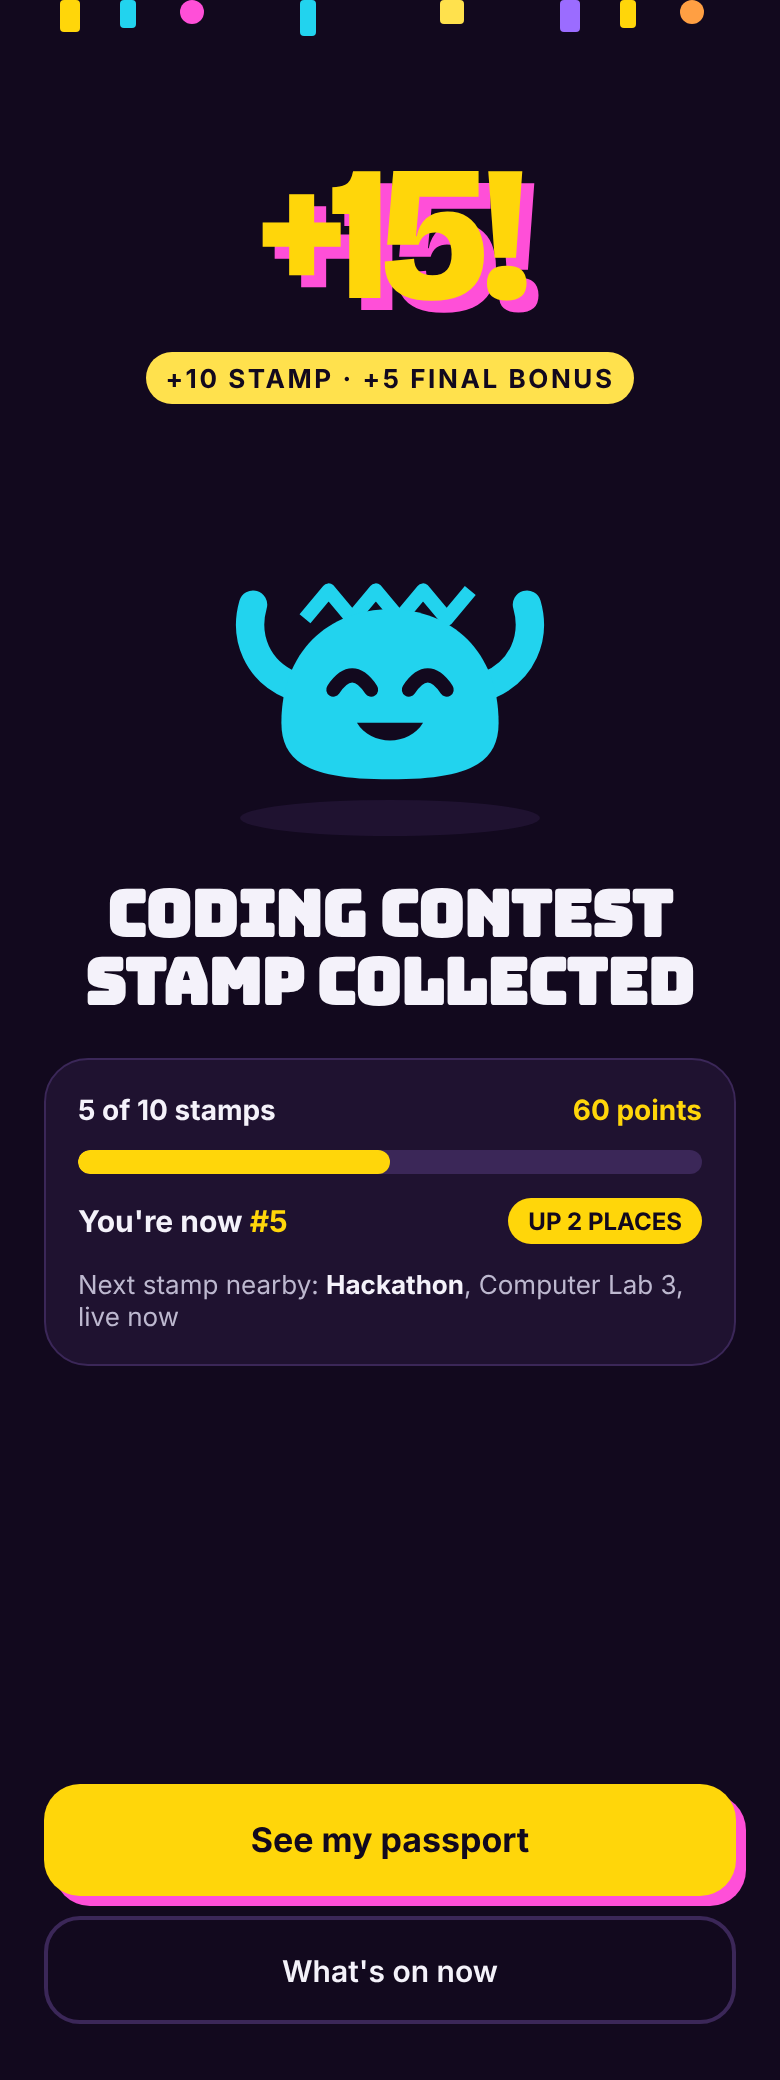 +15!
+10 STAMP · +5 FINAL BONUS
CODING CONTEST
STAMP COLLECTED
5 of 10 stamps
60 points
You're now #5
UP 2 PLACES
Next stamp nearby: Hackathon, Computer Lab 3,
live now
See my passport
What's on now